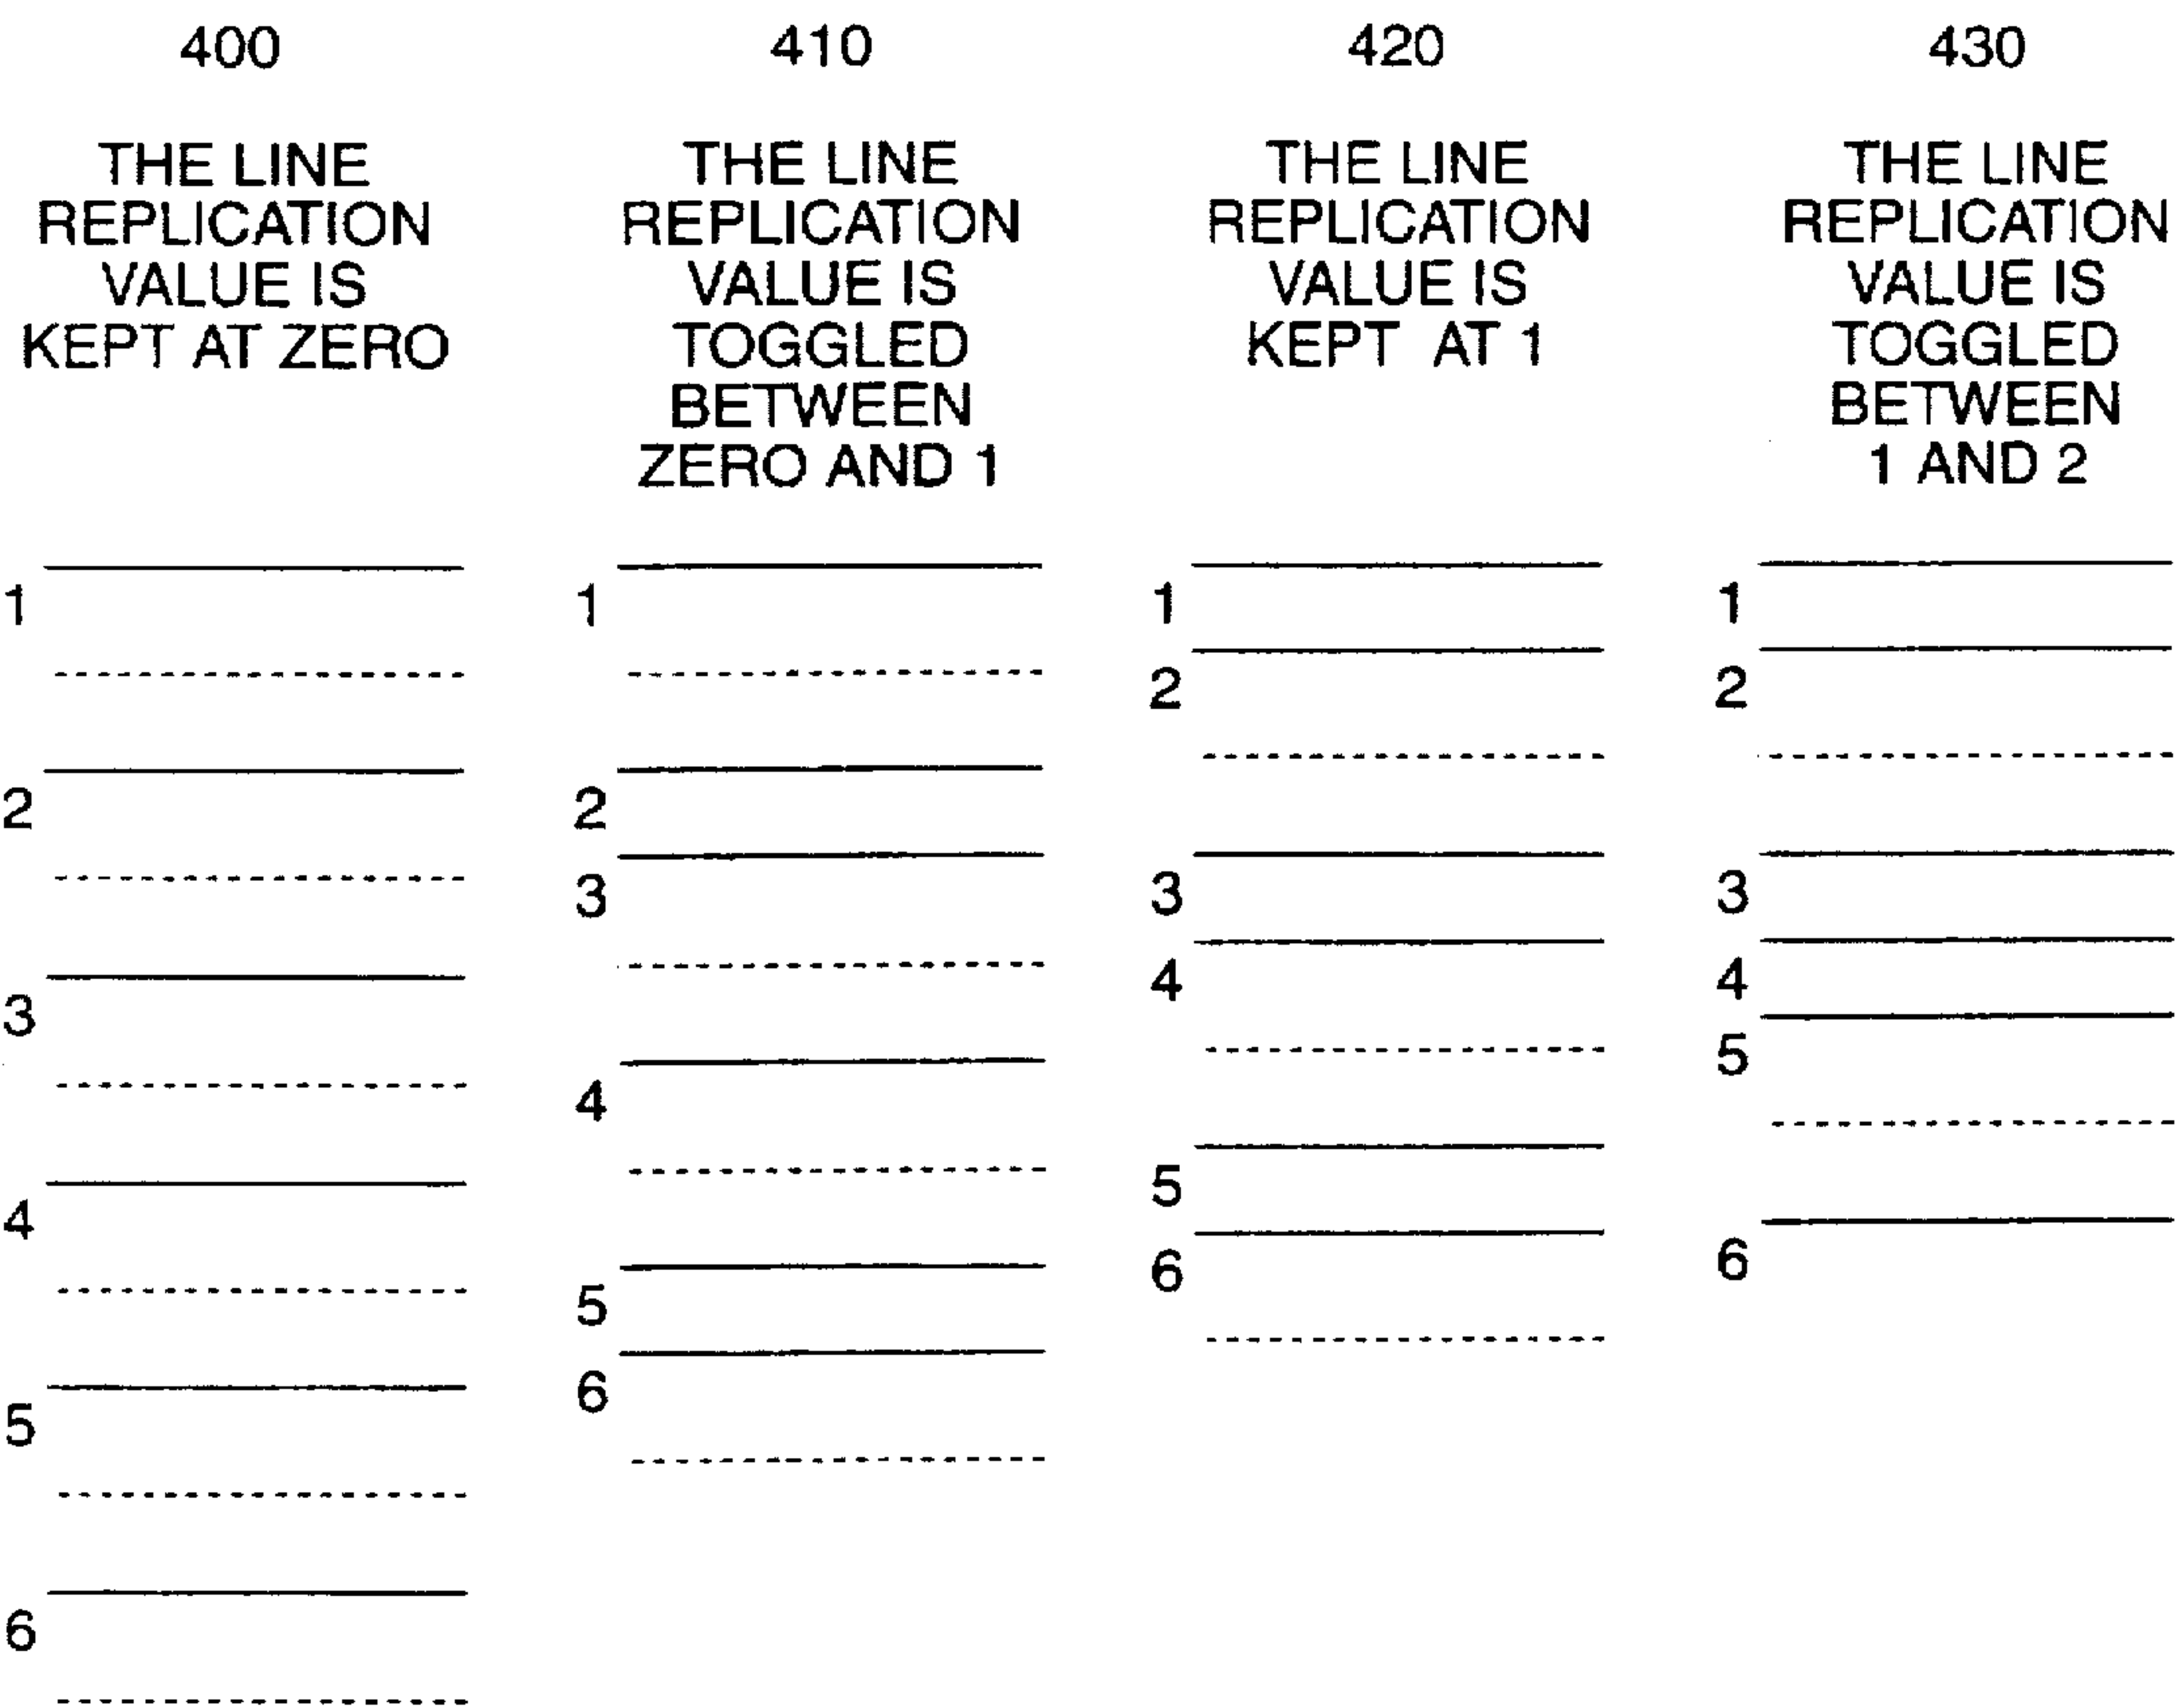 400
THE LINE
REPLICATION
VALUE IS
KEPT AT ZERO
1
2
3
4
5
6
410
THE LINE
REPLICATION
VALUE IS
TOGGLED
BETWEEN
ZERO AND 1
1
2
3
4
5
6
420
THE LINE
REPLICATION
VALUE IS
KEPT AT 1
1
2
3
4
5
6
430
THE LINE
REPLICATION
VALUE IS
TOGGLED
BETWEEN
1 AND 2
1
2
3
4
5
6